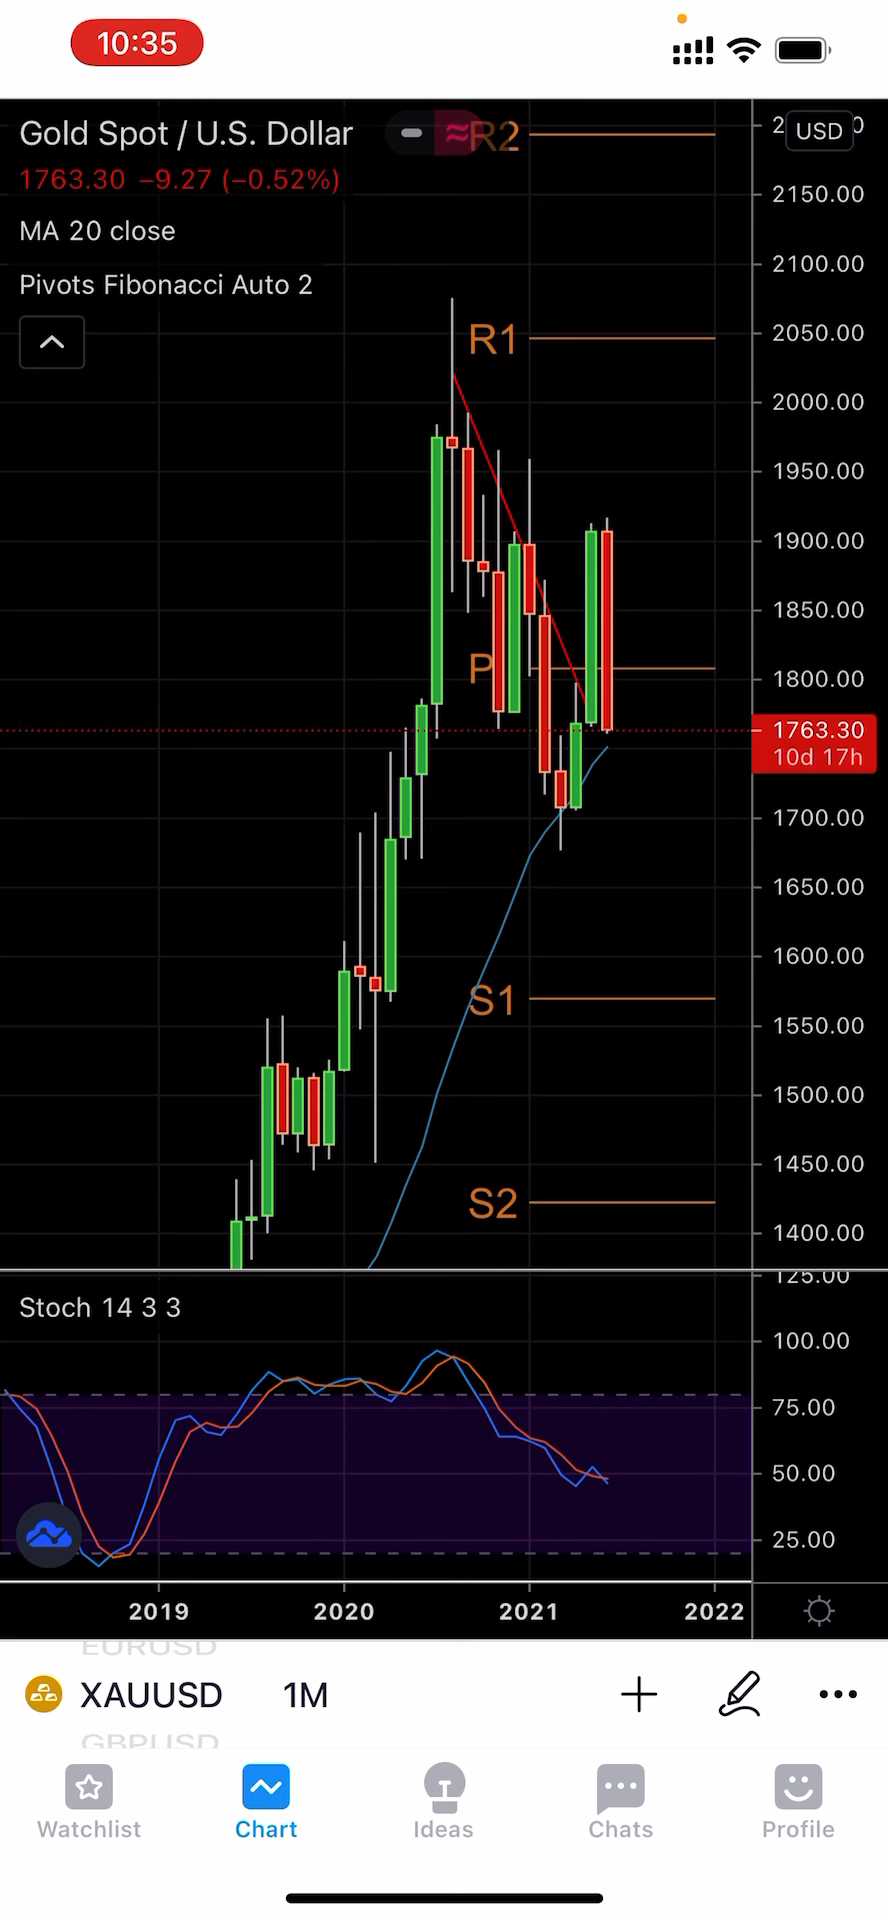 10:35
Gold Spot / U.S. Dollar
R2
USD
1763.30 −9.27 (−0.52%)
2150.00
MA 20 close
2100.00
Pivots Fibonacci Auto 2
R1
2050.00
2000.00
1950.00
1900.00
1850.00
P
1800.00
1763.30
10d 17h
1700.00
1650.00
1600.00
S1
1550.00
1500.00
1450.00
S2
1400.00
125.00
Stoch 14 3 3
100.00
75.00
50.00
25.00
2019 2020 2021 2022
EURUSD
XAUUSD 1M
GBPUSD
Watchlist Chart Ideas Chats Profile